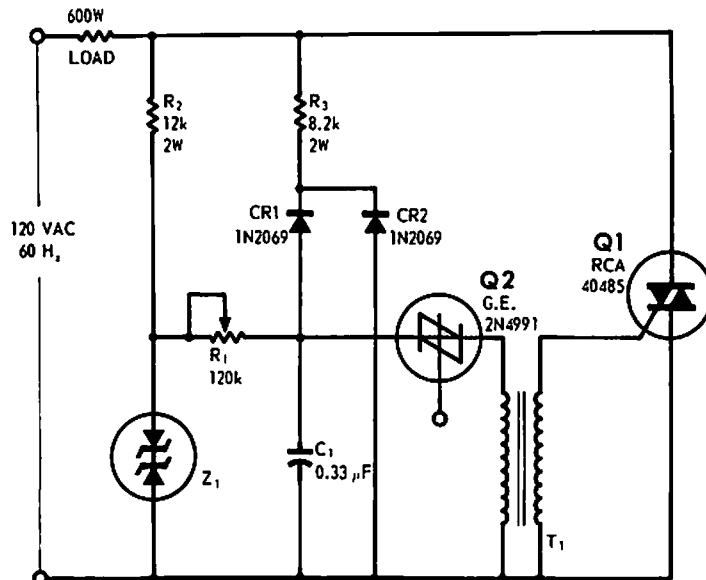 600W
LOAD
R2
12k
2W
R3
8.2k
2W
CR1
1N2069
CR2
1N2069
120 VAC
60 Hz
Q1
RCA
40485
Q2
G.E.
2N4991
R1
120k
C1
0.33 μF
Z1
T1